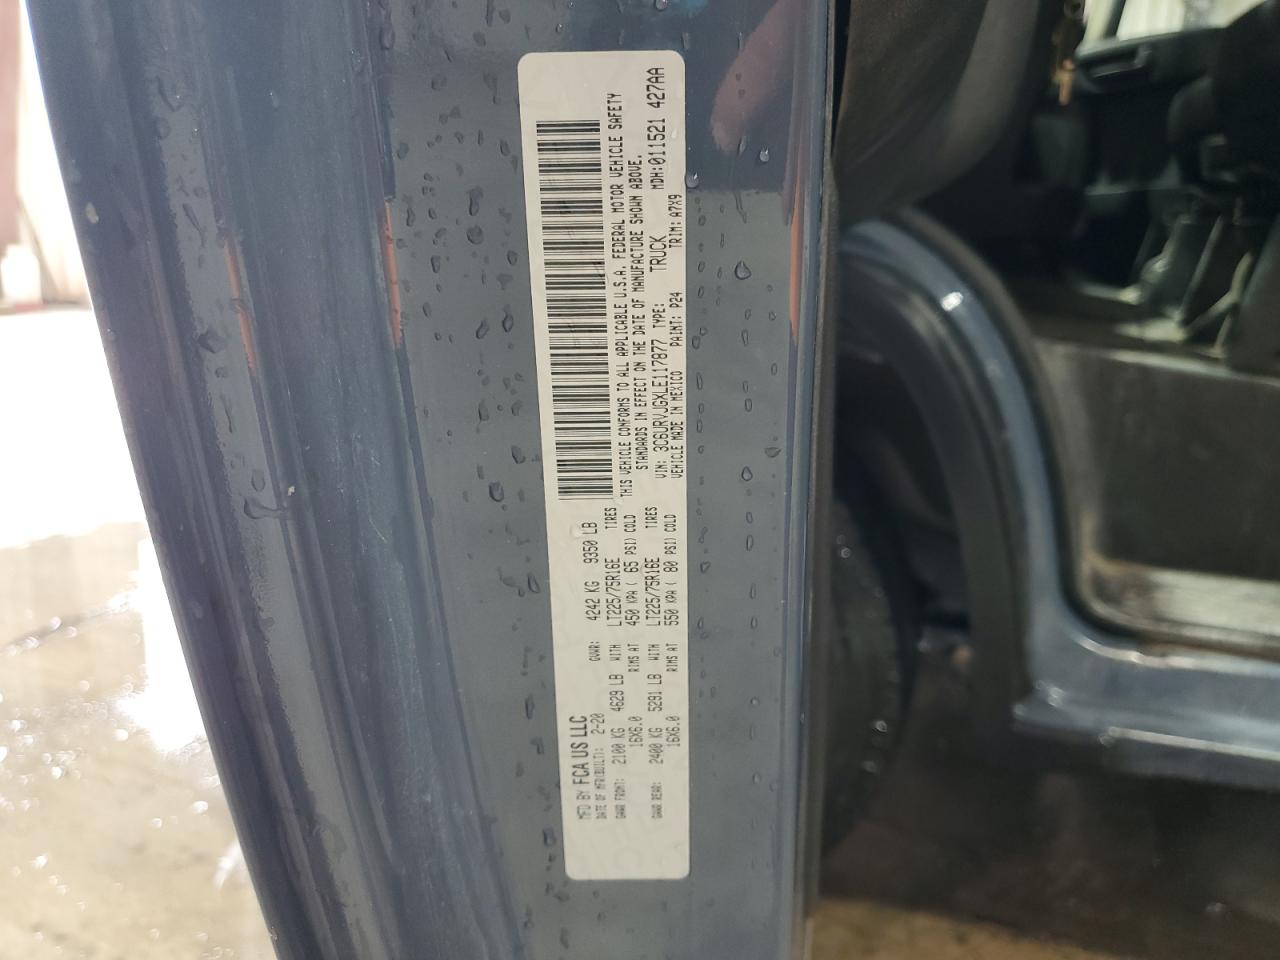 MFD BY FCA US LLC
DATE OF MFR(BUILT): 2-20 GVWR: 4242 KG 9350 LB
GAWR FRONT: 2100 KG 4629 LB WITH LT225/75R16E TIRES
16X6.0 RIMS AT 450 KPA ( 65 PSI) COLD
GAWR REAR: 2400 KG 5291 LB WITH LT225/75R16E TIRES
16X6.0 RIMS AT 550 KPA ( 80 PSI) COLD
THIS VEHICLE CONFORMS TO ALL APPLICABLE U.S.A. FEDERAL MOTOR VEHICLE SAFETY
STANDARDS IN EFFECT ON THE DATE OF MANUFACTURE SHOWN ABOVE.
VIN: 3C6URVJGXLE117877 TYPE: TRUCK MDH: 011521 427AA
VEHICLE MADE IN MEXICO PAINT: P24 TRIM: A7X9